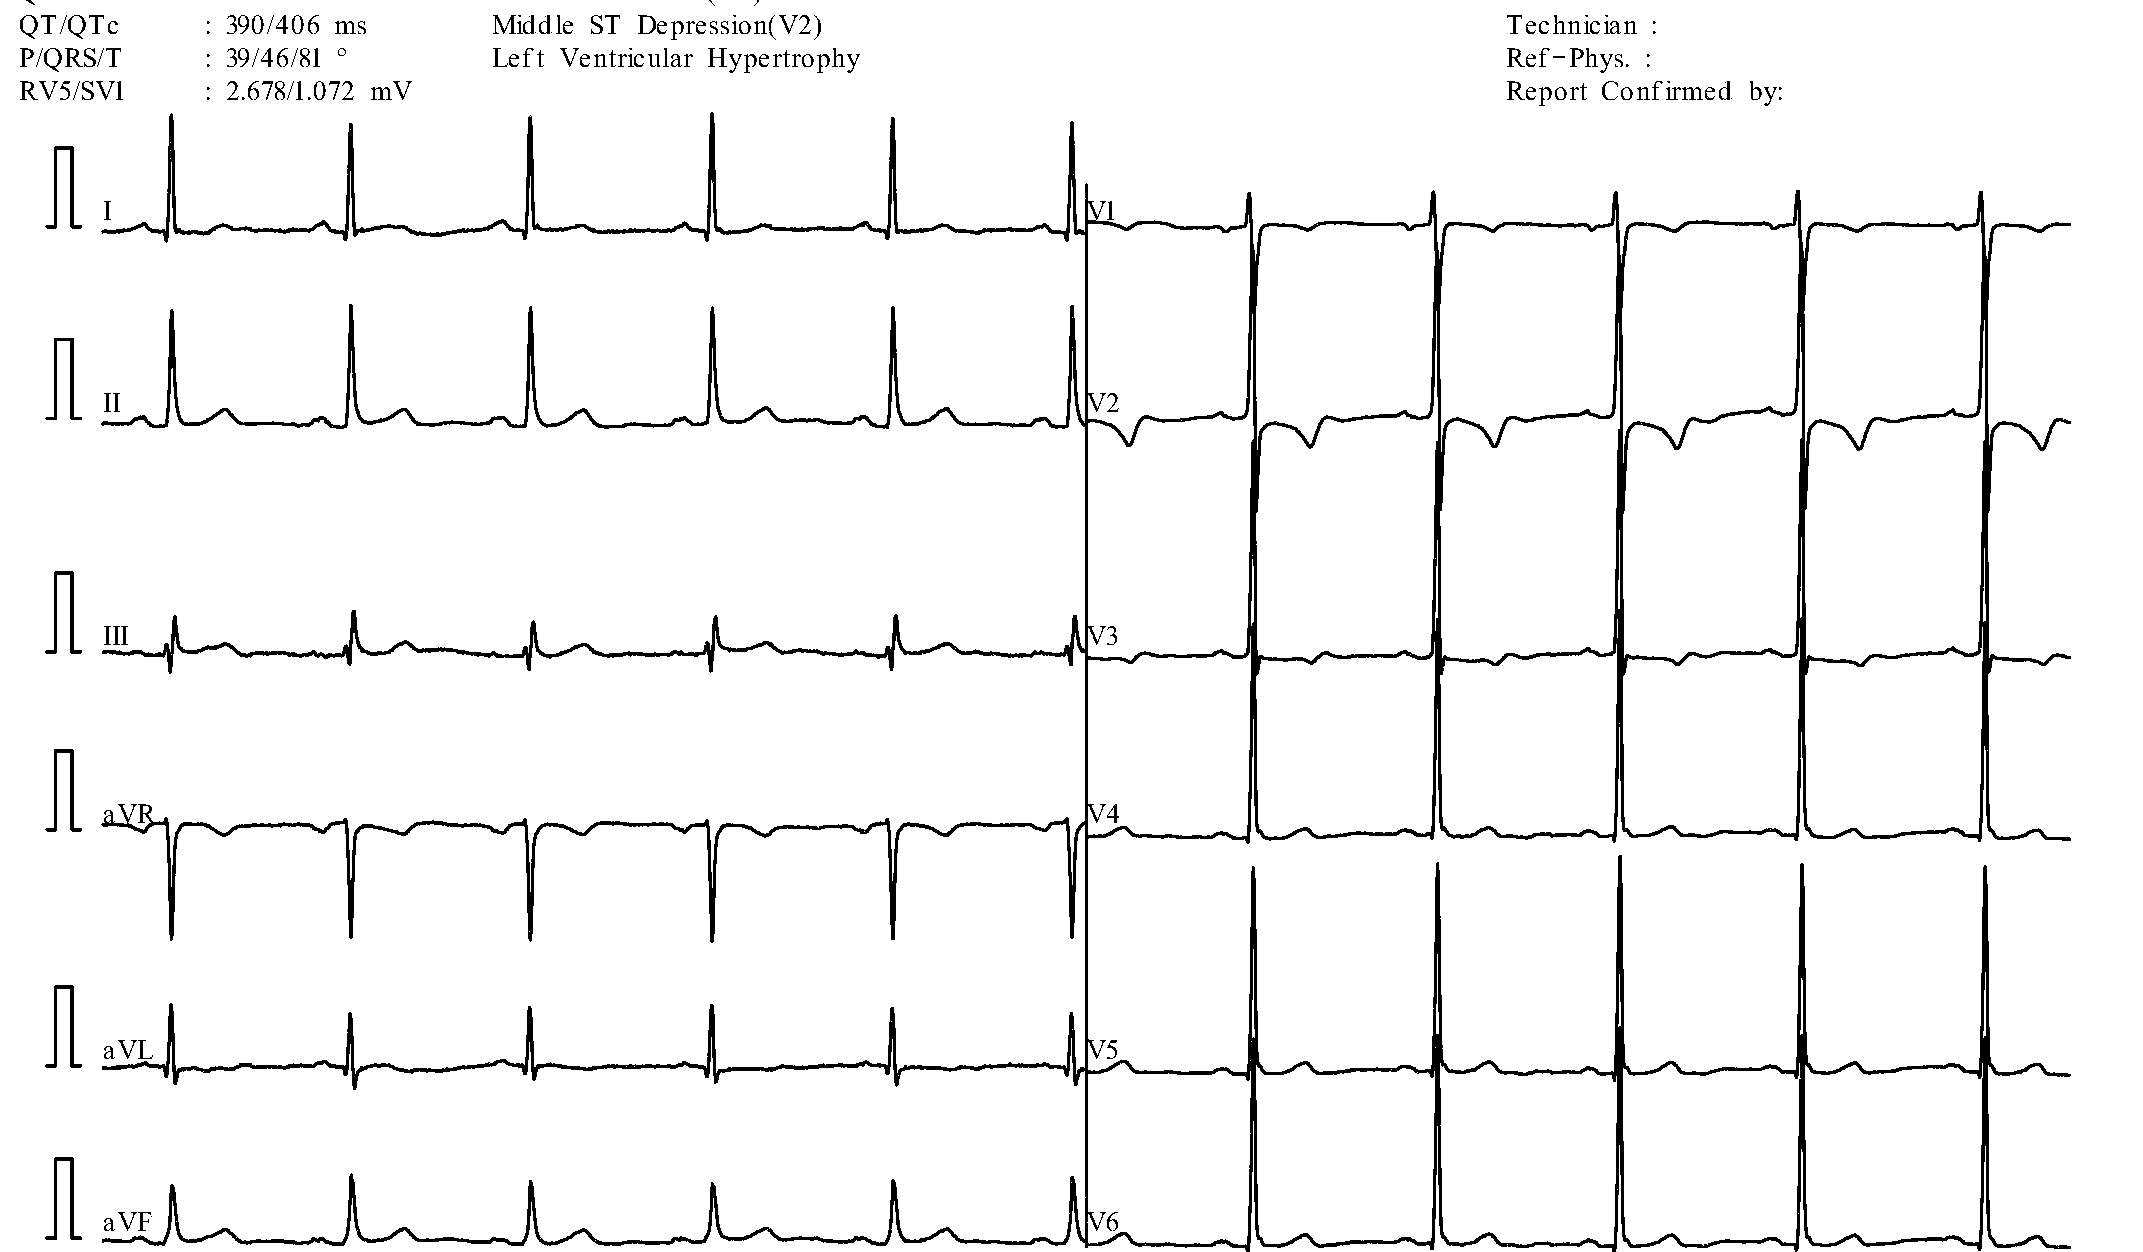 QT/QTc : 390/406 ms Middle ST Depression(V2) Technician :
P/QRS/T : 39/46/81 ° Left Ventricular Hypertrophy Ref-Phys. :
RV5/SV1 : 2.678/1.072 mV Report Confirmed by:
I V1
II V2
III V3
aVR V4
aVL V5
aVF V6